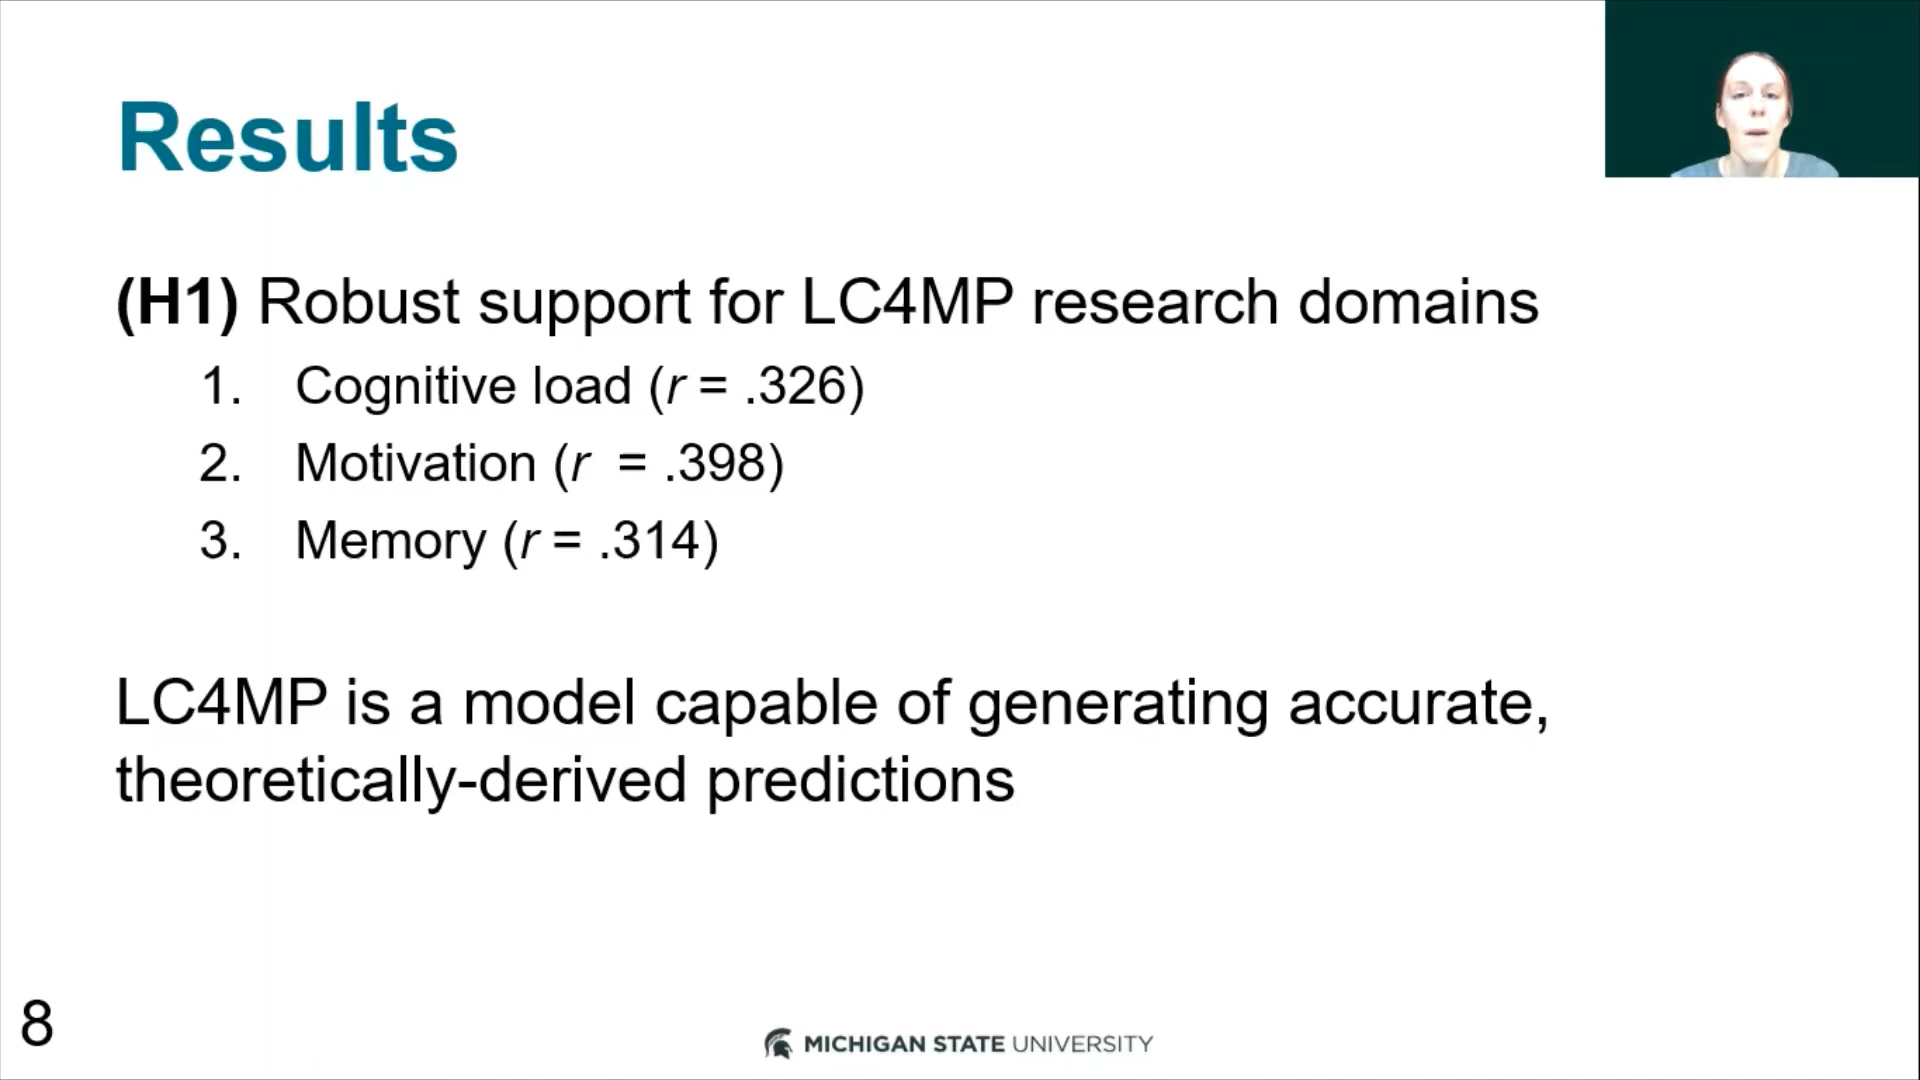 Results
(H1) Robust support for LC4MP research domains
1. Cognitive load (r = .326)
2. Motivation (r = .398)
3. Memory (r = .314)
LC4MP is a model capable of generating accurate,
theoretically-derived predictions
8
MICHIGAN STATE UNIVERSITY